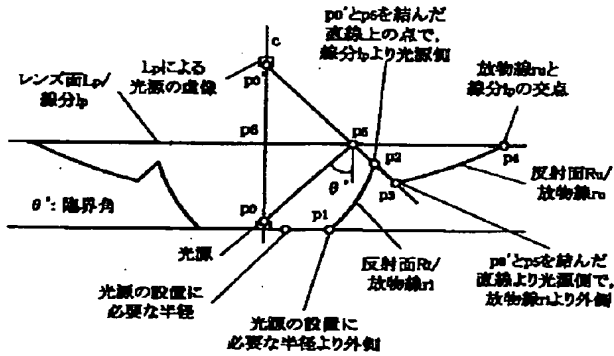 p0'とp5を結んだ
直線上の点で、
線分lpより光源側
c
Lpによる
光源の虚像
p0'
レンズ面Lp/
線分lp
放物線ruと
線分lpの交点
p6
p5
p4
p2
p3
θ*
反射面Ru/
放物線ru
θ*:臨界角
p0
p1
光源
反射面Rl/
放物線rl
p0'とp5を結んだ
直線より光源側で、
放物線rlより外側
光源の設置に
必要な半径
光源の設置に
必要な半径より外側